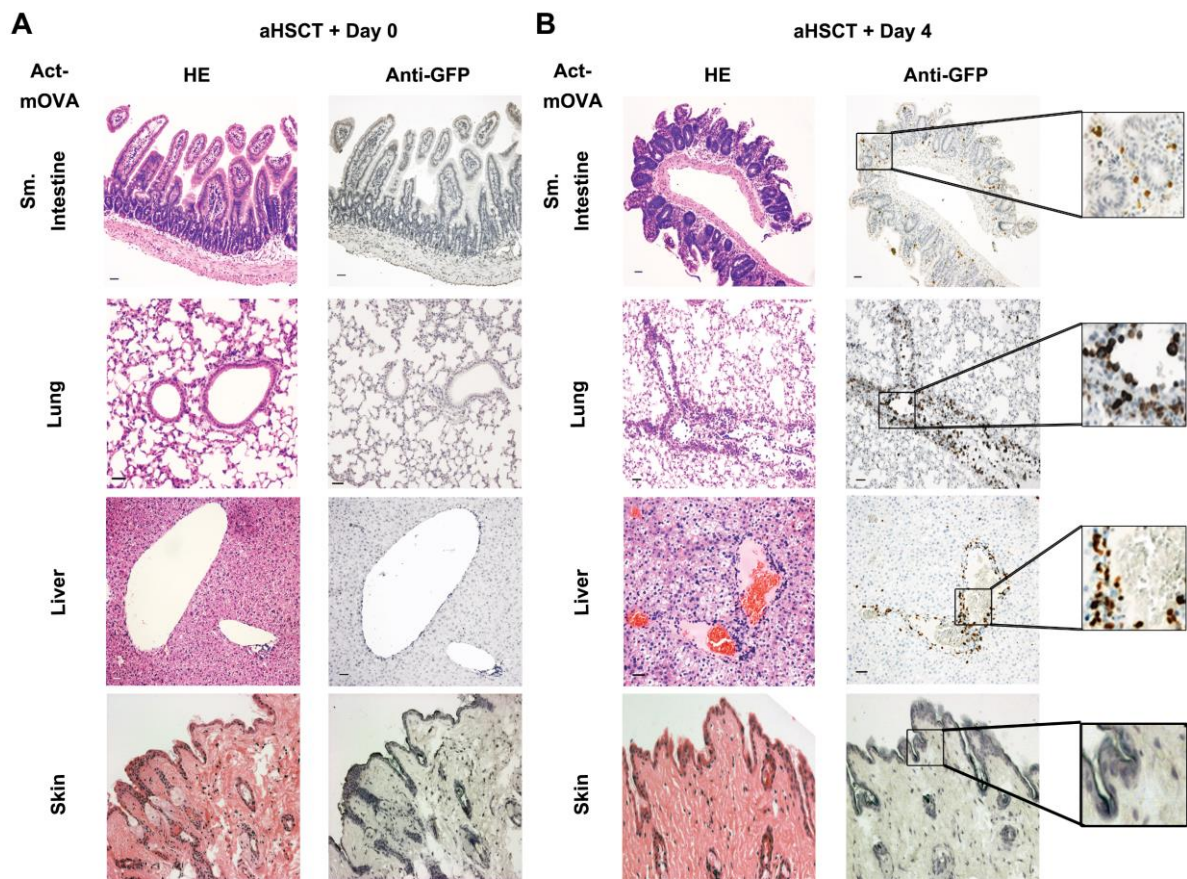 A
aHSCT + Day 0
Act-
mOVA
HE
Anti-GFP
Sm.
Intestine
Lung
Liver
Skin
B
aHSCT + Day 4
Act-
mOVA
HE
Anti-GFP
Sm.
Intestine
Lung
Liver
Skin